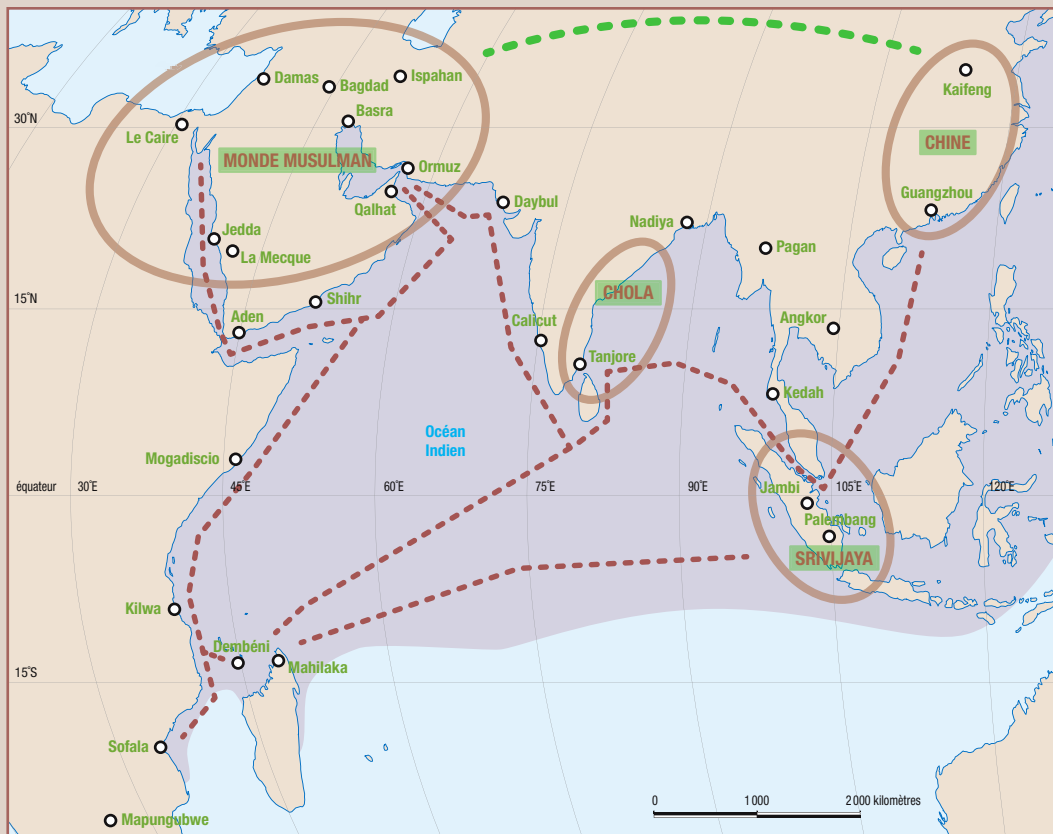 Damas
Bagdad
Ispahan
Kaifeng
Basra
30°N
Le Caire
MONDE MUSULMAN
CHINE
Ormuz
Qalhat
Daybul
Guangzhou
Nadiya
Jedda
La Mecque
Pagan
Shihr
CHOLA
15°N
Aden
Calicut
Angkor
Tanjore
Kedah
Océan
Indien
Mogadiscio
équateur
30°E
45°E
60°E
75°E
90°E
Jambi
105°E
120°E
Palembang
SRIVIJAYA
Kilwa
Dembéni
Mahilaka
15°S
Sofala
0
1 000
2 000 kilomètres
Mapungubwe